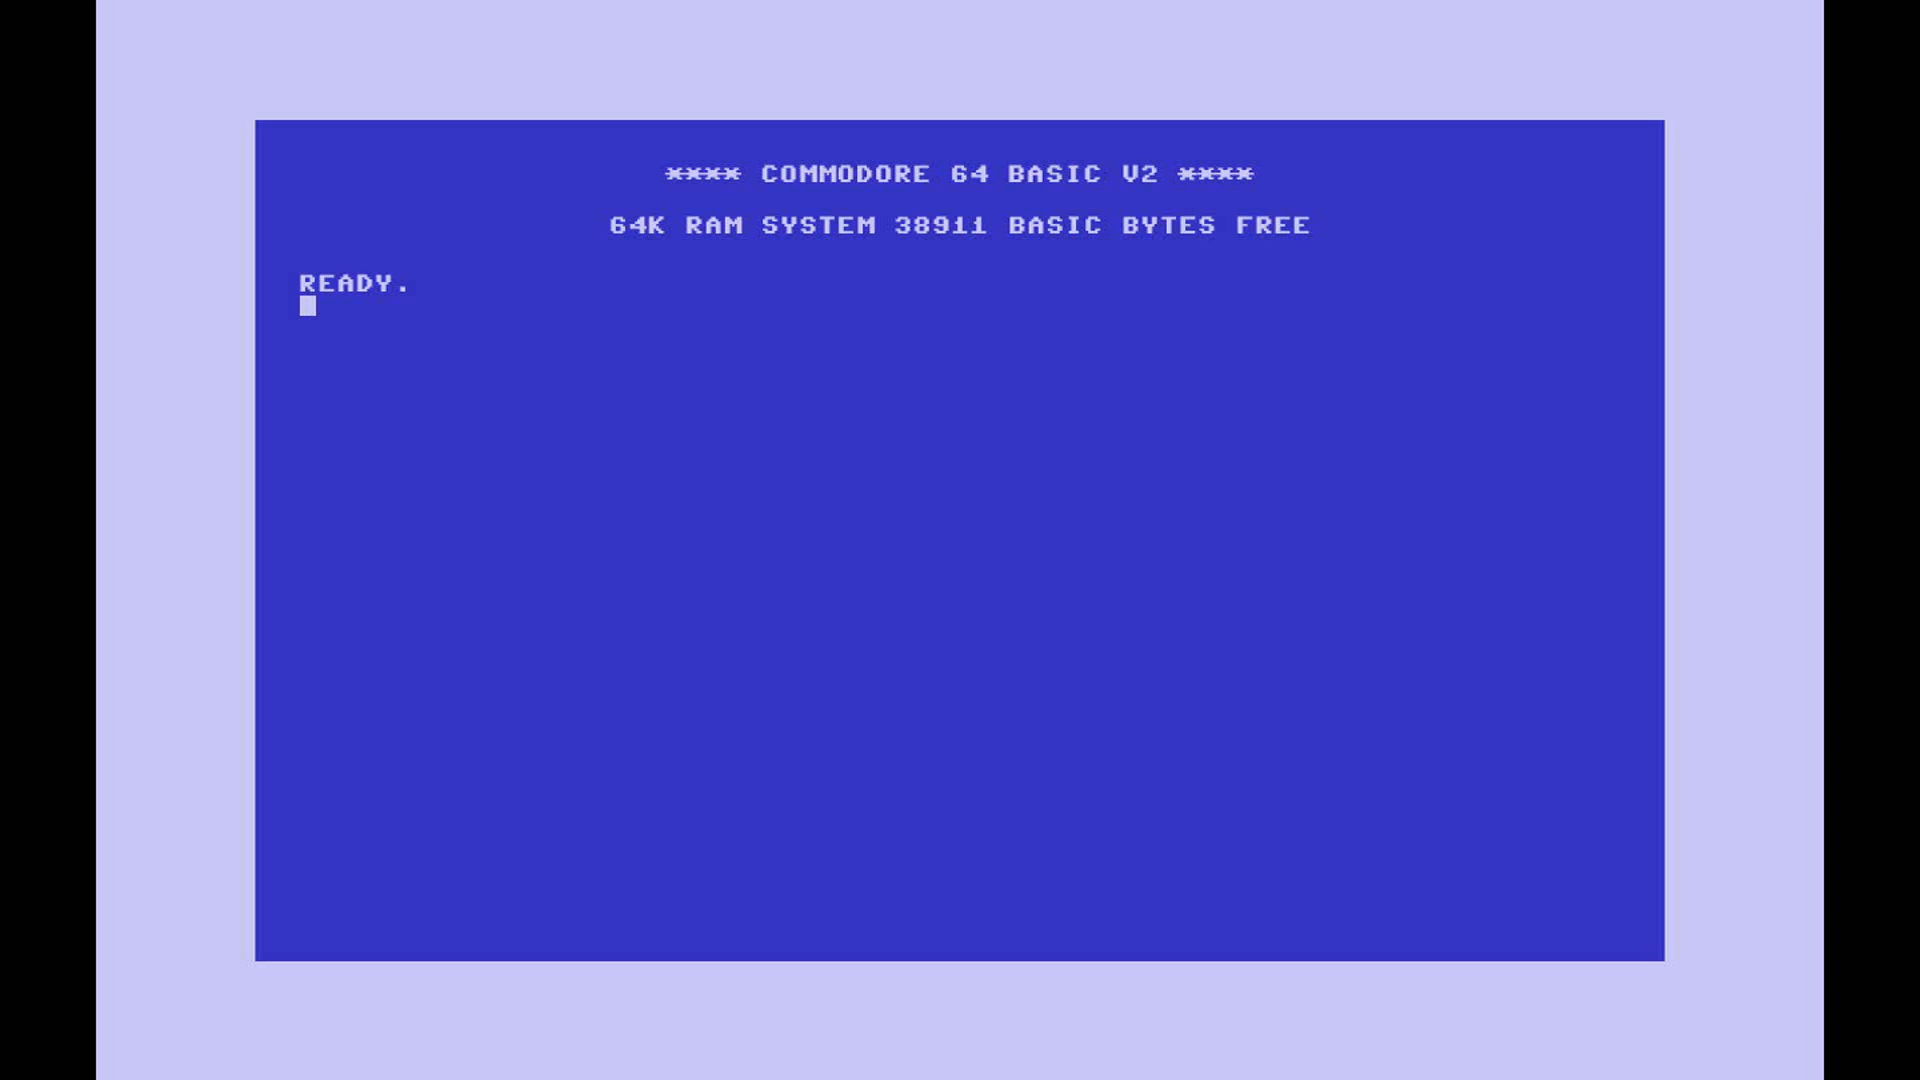 **** COMMODORE 64 BASIC V2 ****
64K RAM SYSTEM 38911 BASIC BYTES FREE
READY.